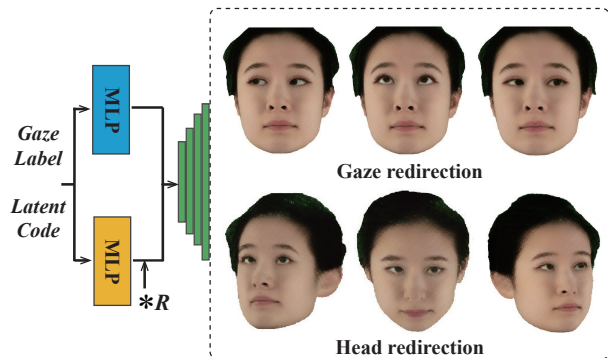 MLP
Gaze
Label
Latent
Code
MLP
*R
Gaze redirection
Head redirection